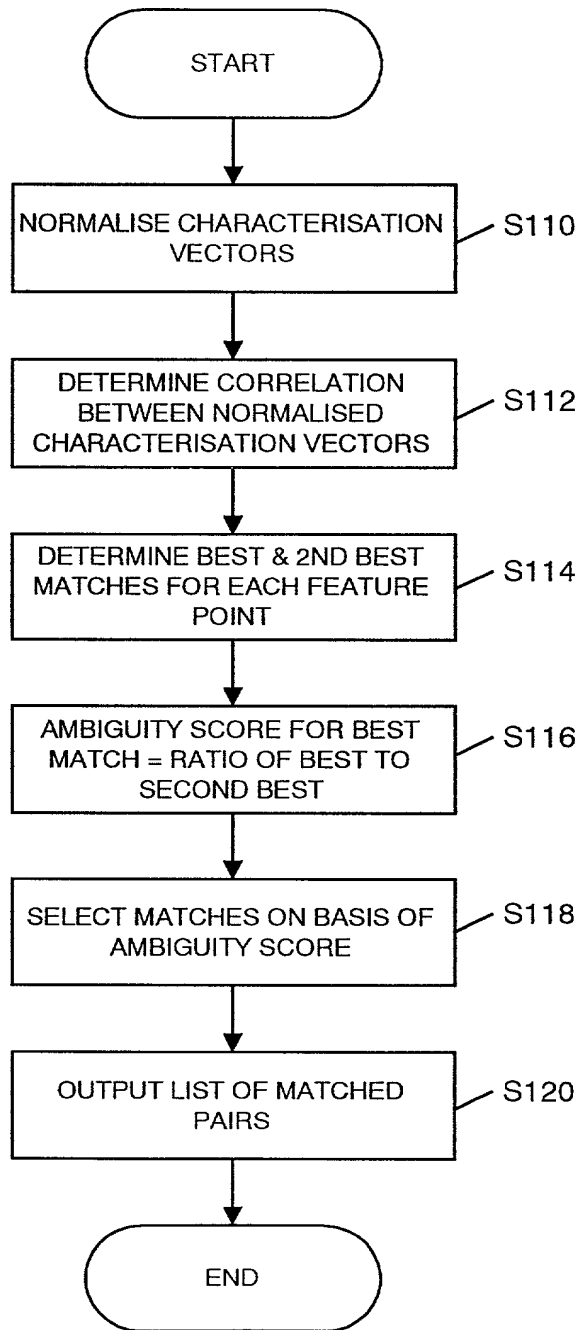 START
NORMALISE CHARACTERISATION
VECTORS
S110
DETERMINE CORRELATION
BETWEEN NORMALISED
CHARACTERISATION VECTORS
S112
DETERMINE BEST & 2ND BEST
MATCHES FOR EACH FEATURE
POINT
S114
AMBIGUITY SCORE FOR BEST
MATCH = RATIO OF BEST TO
SECOND BEST
S116
SELECT MATCHES ON BASIS OF
AMBIGUITY SCORE
S118
OUTPUT LIST OF MATCHED
PAIRS
S120
END